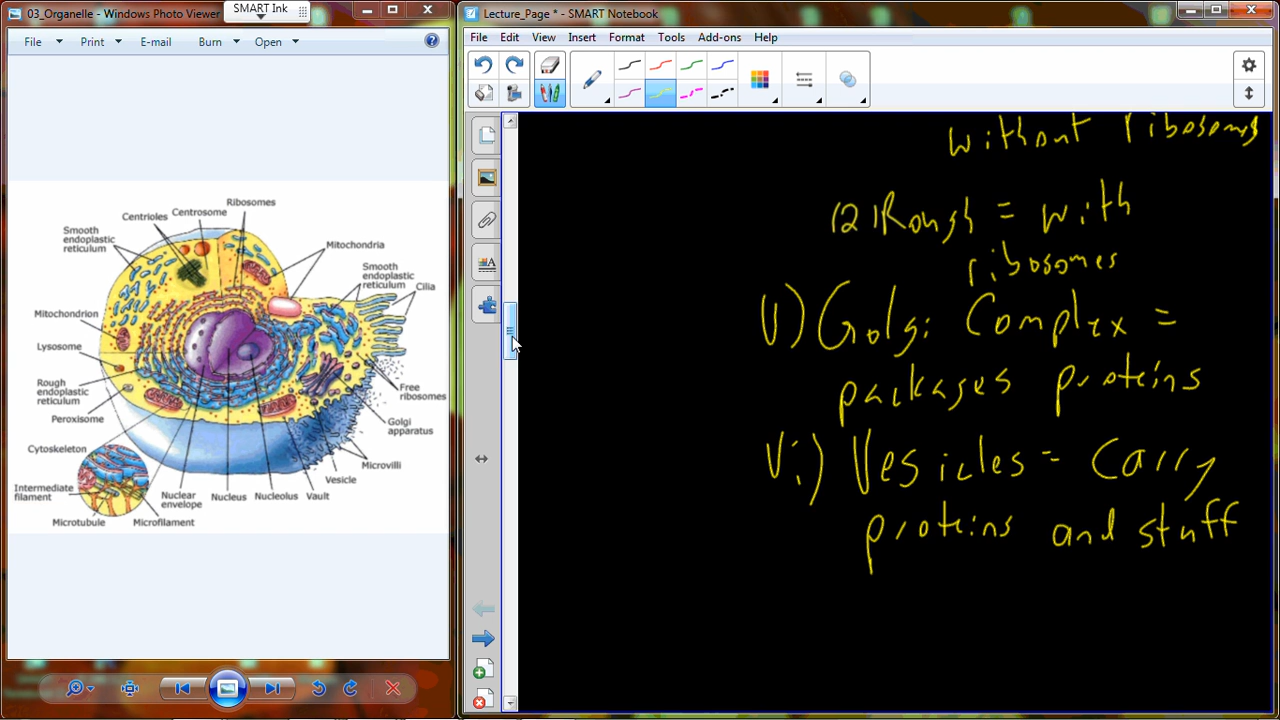 03_Organelle - Windows Photo Viewer
SMART Ink
File Print E-mail Burn Open
Centrioles
Centrosome
Ribosomes
Smooth
endoplastic
reticulum
Mitochondria
Smooth
endoplastic
reticulum
Cilia
Mitochondrion
Lysosome
Rough
endoplastic
reticulum
Peroxisome
Free
ribosomes
Golgi
apparatus
Cytoskeleton
Microvilli
Vesicle
Intermediate
filament
Nuclear
envelope
Nucleus
Nucleolus
Vault
Microtubule
Microfilament
Lecture_Page * - SMART Notebook
File Edit View Insert Format Tools Add-ons Help
without ribosomes
Rough = with
ribosomes
V) Golgi Complex =
packages proteins
Vi) Vesicles = Carry
proteins and stuff